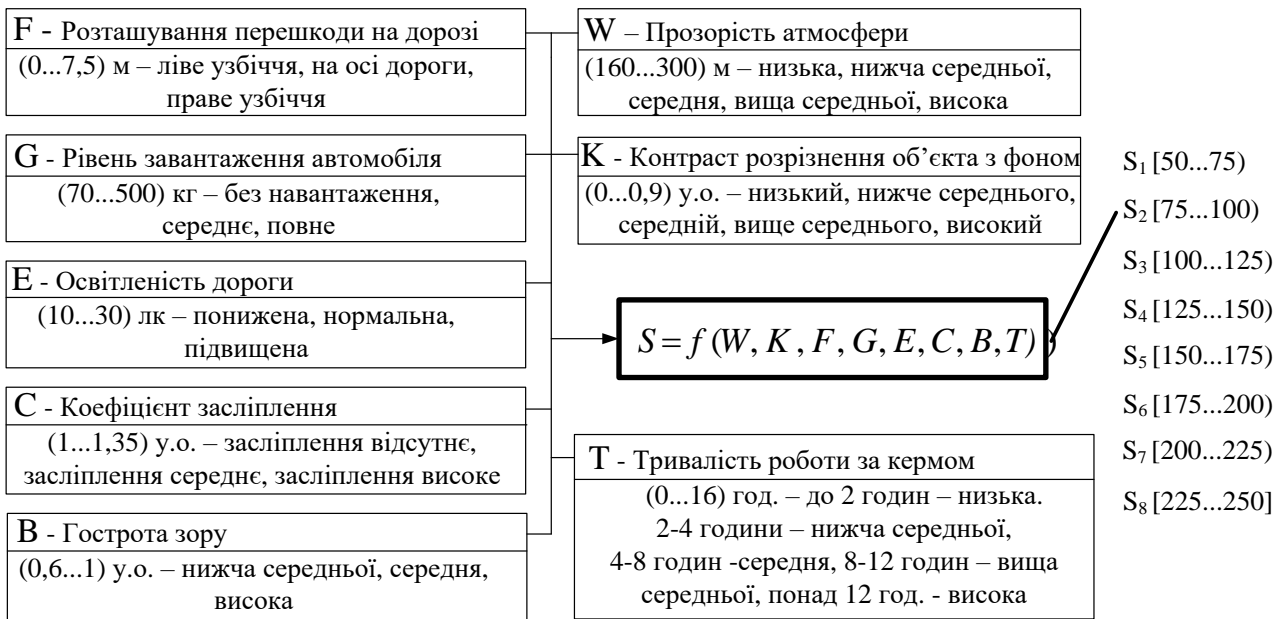 F - Розташування перешкоди на дорозі
(0...7,5) м – ліве узбіччя, на осі дороги,
праве узбіччя
G - Рівень завантаження автомобіля
(70...500) кг – без навантаження,
середнє, повне
E - Освітленість дороги
(10...30) лк – понижена, нормальна,
підвищена
C - Коефіцієнт засліплення
(1...1,35) у.о. – засліплення відсутнє,
засліплення середнє, засліплення високе
B - Гострота зору
(0,6...1) у.о. – нижча середньої, середня,
висока
W – Прозорість атмосфери
(160...300) м – низька, нижча середньої,
середня, вища середньої, висока
K - Контраст розрізнення об’єкта з фоном
(0...0,9) у.о. – низький, нижче середнього,
середній, вище середнього, високий
S = f (W, K , F, G, E, C, B, T) )
T - Тривалість роботи за кермом
(0...16) год. – до 2 годин – низька.
2-4 години – нижча середньої,
4-8 годин -середня, 8-12 годин – вища
середньої, понад 12 год. - висока
S1 [50...75)
S2 [75...100)
S3 [100...125)
S4 [125...150)
S5 [150...175)
S6 [175...200)
S7 [200...225)
S8 [225...250]